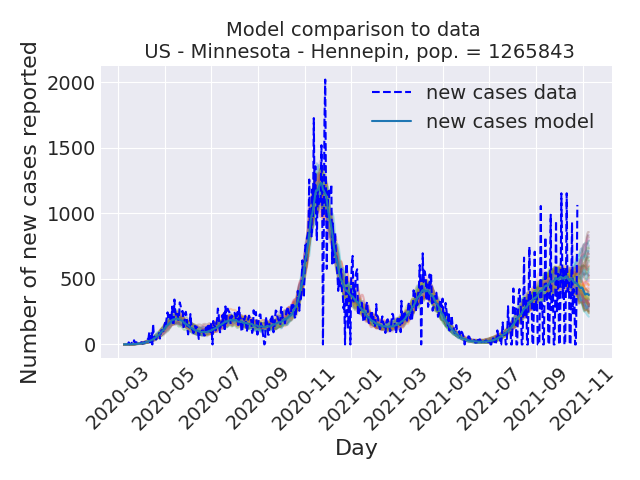 Model comparison to data
US - Minnesota - Hennepin, pop. = 1265843
Number of new cases reported
2000
1500
1000
500
0
new cases data
new cases model
2020-03
2020-05
2020-07
2020-09
2020-11
2021-01
2021-03
2021-05
2021-07
2021-09
2021-11
Day